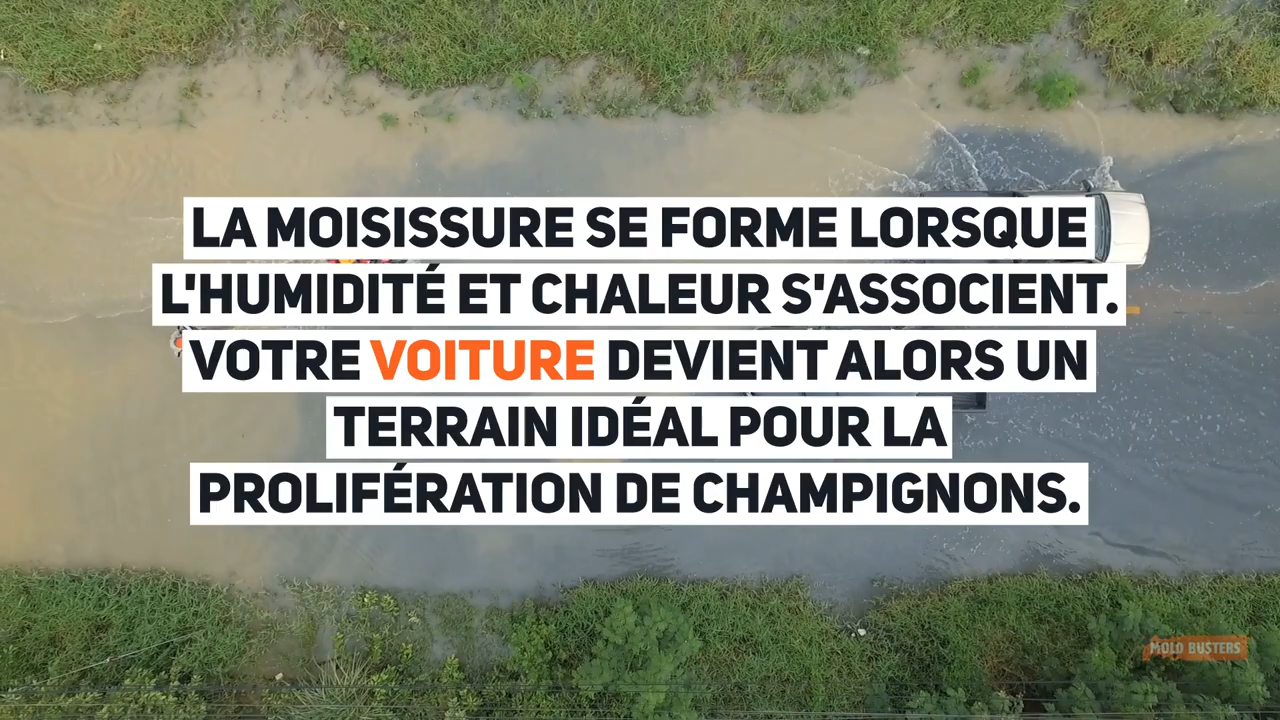 LA MOISISSURE SE FORME LORSQUE
L'HUMIDITÉ ET CHALEUR S'ASSOCIENT.
VOTRE VOITURE DEVIENT ALORS UN
TERRAIN IDÉAL POUR LA
PROLIFÉRATION DE CHAMPIGNONS.
MOLD BUSTERS